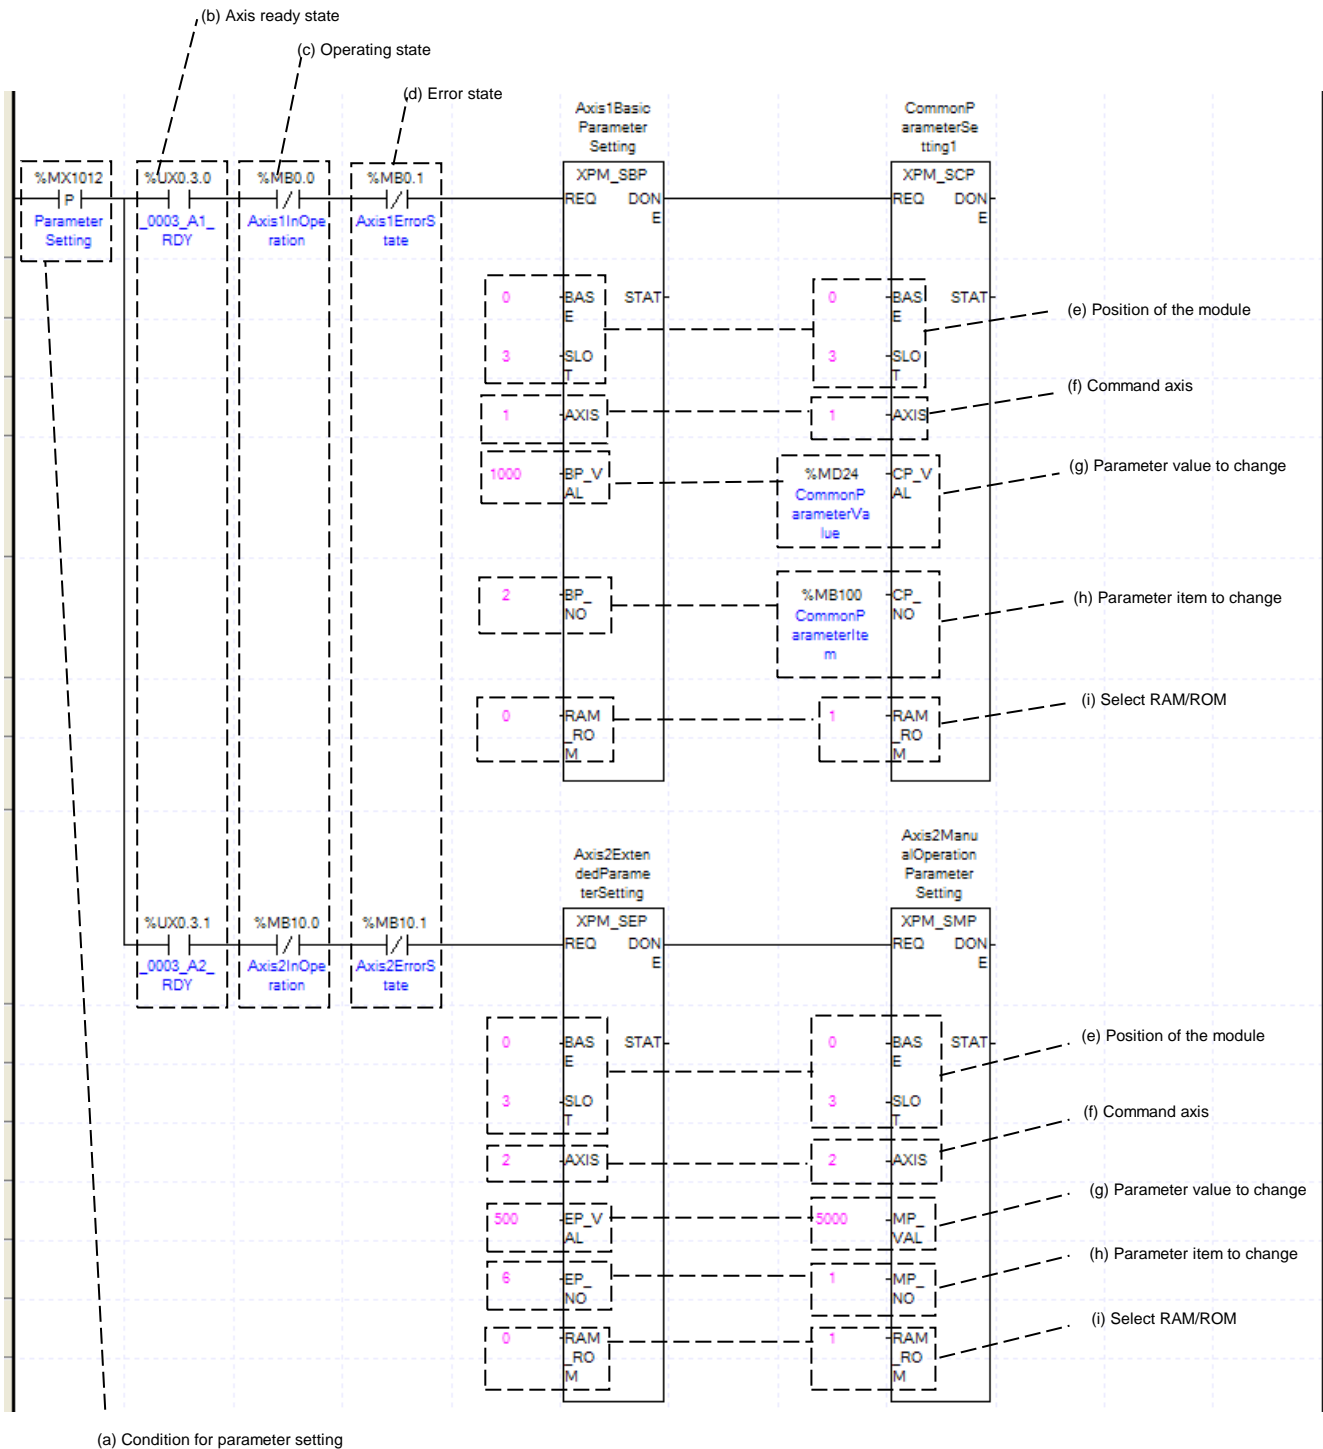 (b) Axis ready state
(c) Operating state
(d) Error state
Axis1Basic
Parameter
Setting
CommonP
arameterSe
tting1
%MX1012
P
Parameter
Setting
%UX0.3.0
_0003_A1_
RDY
%MB0.0
Axis1InOpe
ration
%MB0.1
Axis1ErrorS
tate
XPM_SBP
REQ DON
E
XPM_SCP
REQ DON
E
0 BAS STAT
E
3 SLO
T
0 BAS STAT
E
3 SLO
T
(e) Position of the module
1 AXIS
1 AXIS
(f) Command axis
1000 BP_V
AL
%MD24 CP_V
CommonP AL
arameterVa
lue
(g) Parameter value to change
2 BP_
NO
%MB100 CP_
CommonP NO
arameterIte
m
(h) Parameter item to change
0 RAM
_RO
M
1 RAM
_RO
M
(i) Select RAM/ROM
Axis2Exten
dedParame
terSetting
Axis2Manu
alOperation
Parameter
Setting
%UX0.3.1
_0003_A2_
RDY
%MB10.0
Axis2InOpe
ration
%MB10.1
Axis2ErrorS
tate
XPM_SEP
REQ DON
E
XPM_SMP
REQ DON
E
0 BAS STAT
E
3 SLO
T
0 BAS STAT
E
3 SLO
T
(e) Position of the module
2 AXIS
2 AXIS
(f) Command axis
500 EP_V
AL
5000 MP_
VAL
(g) Parameter value to change
6 EP_
NO
1 MP_
NO
(h) Parameter item to change
0 RAM
_RO
M
1 RAM
_RO
M
(i) Select RAM/ROM
(a) Condition for parameter setting